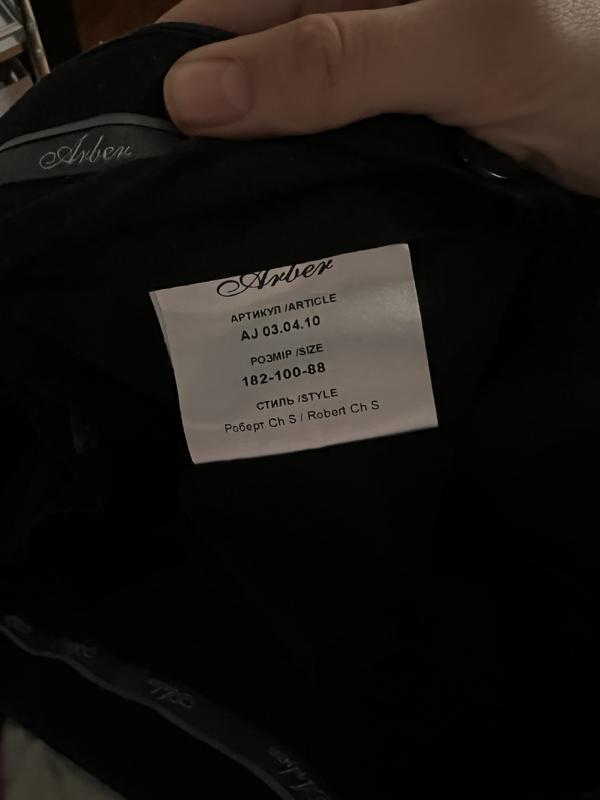 Arber
Arber
АРТИКУЛ /ARTICLE
AJ 03.04.10
РОЗМІР /SIZE
182-100-88
СТИЛЬ /STYLE
Роберт Ch S / Robert Ch S
Arber